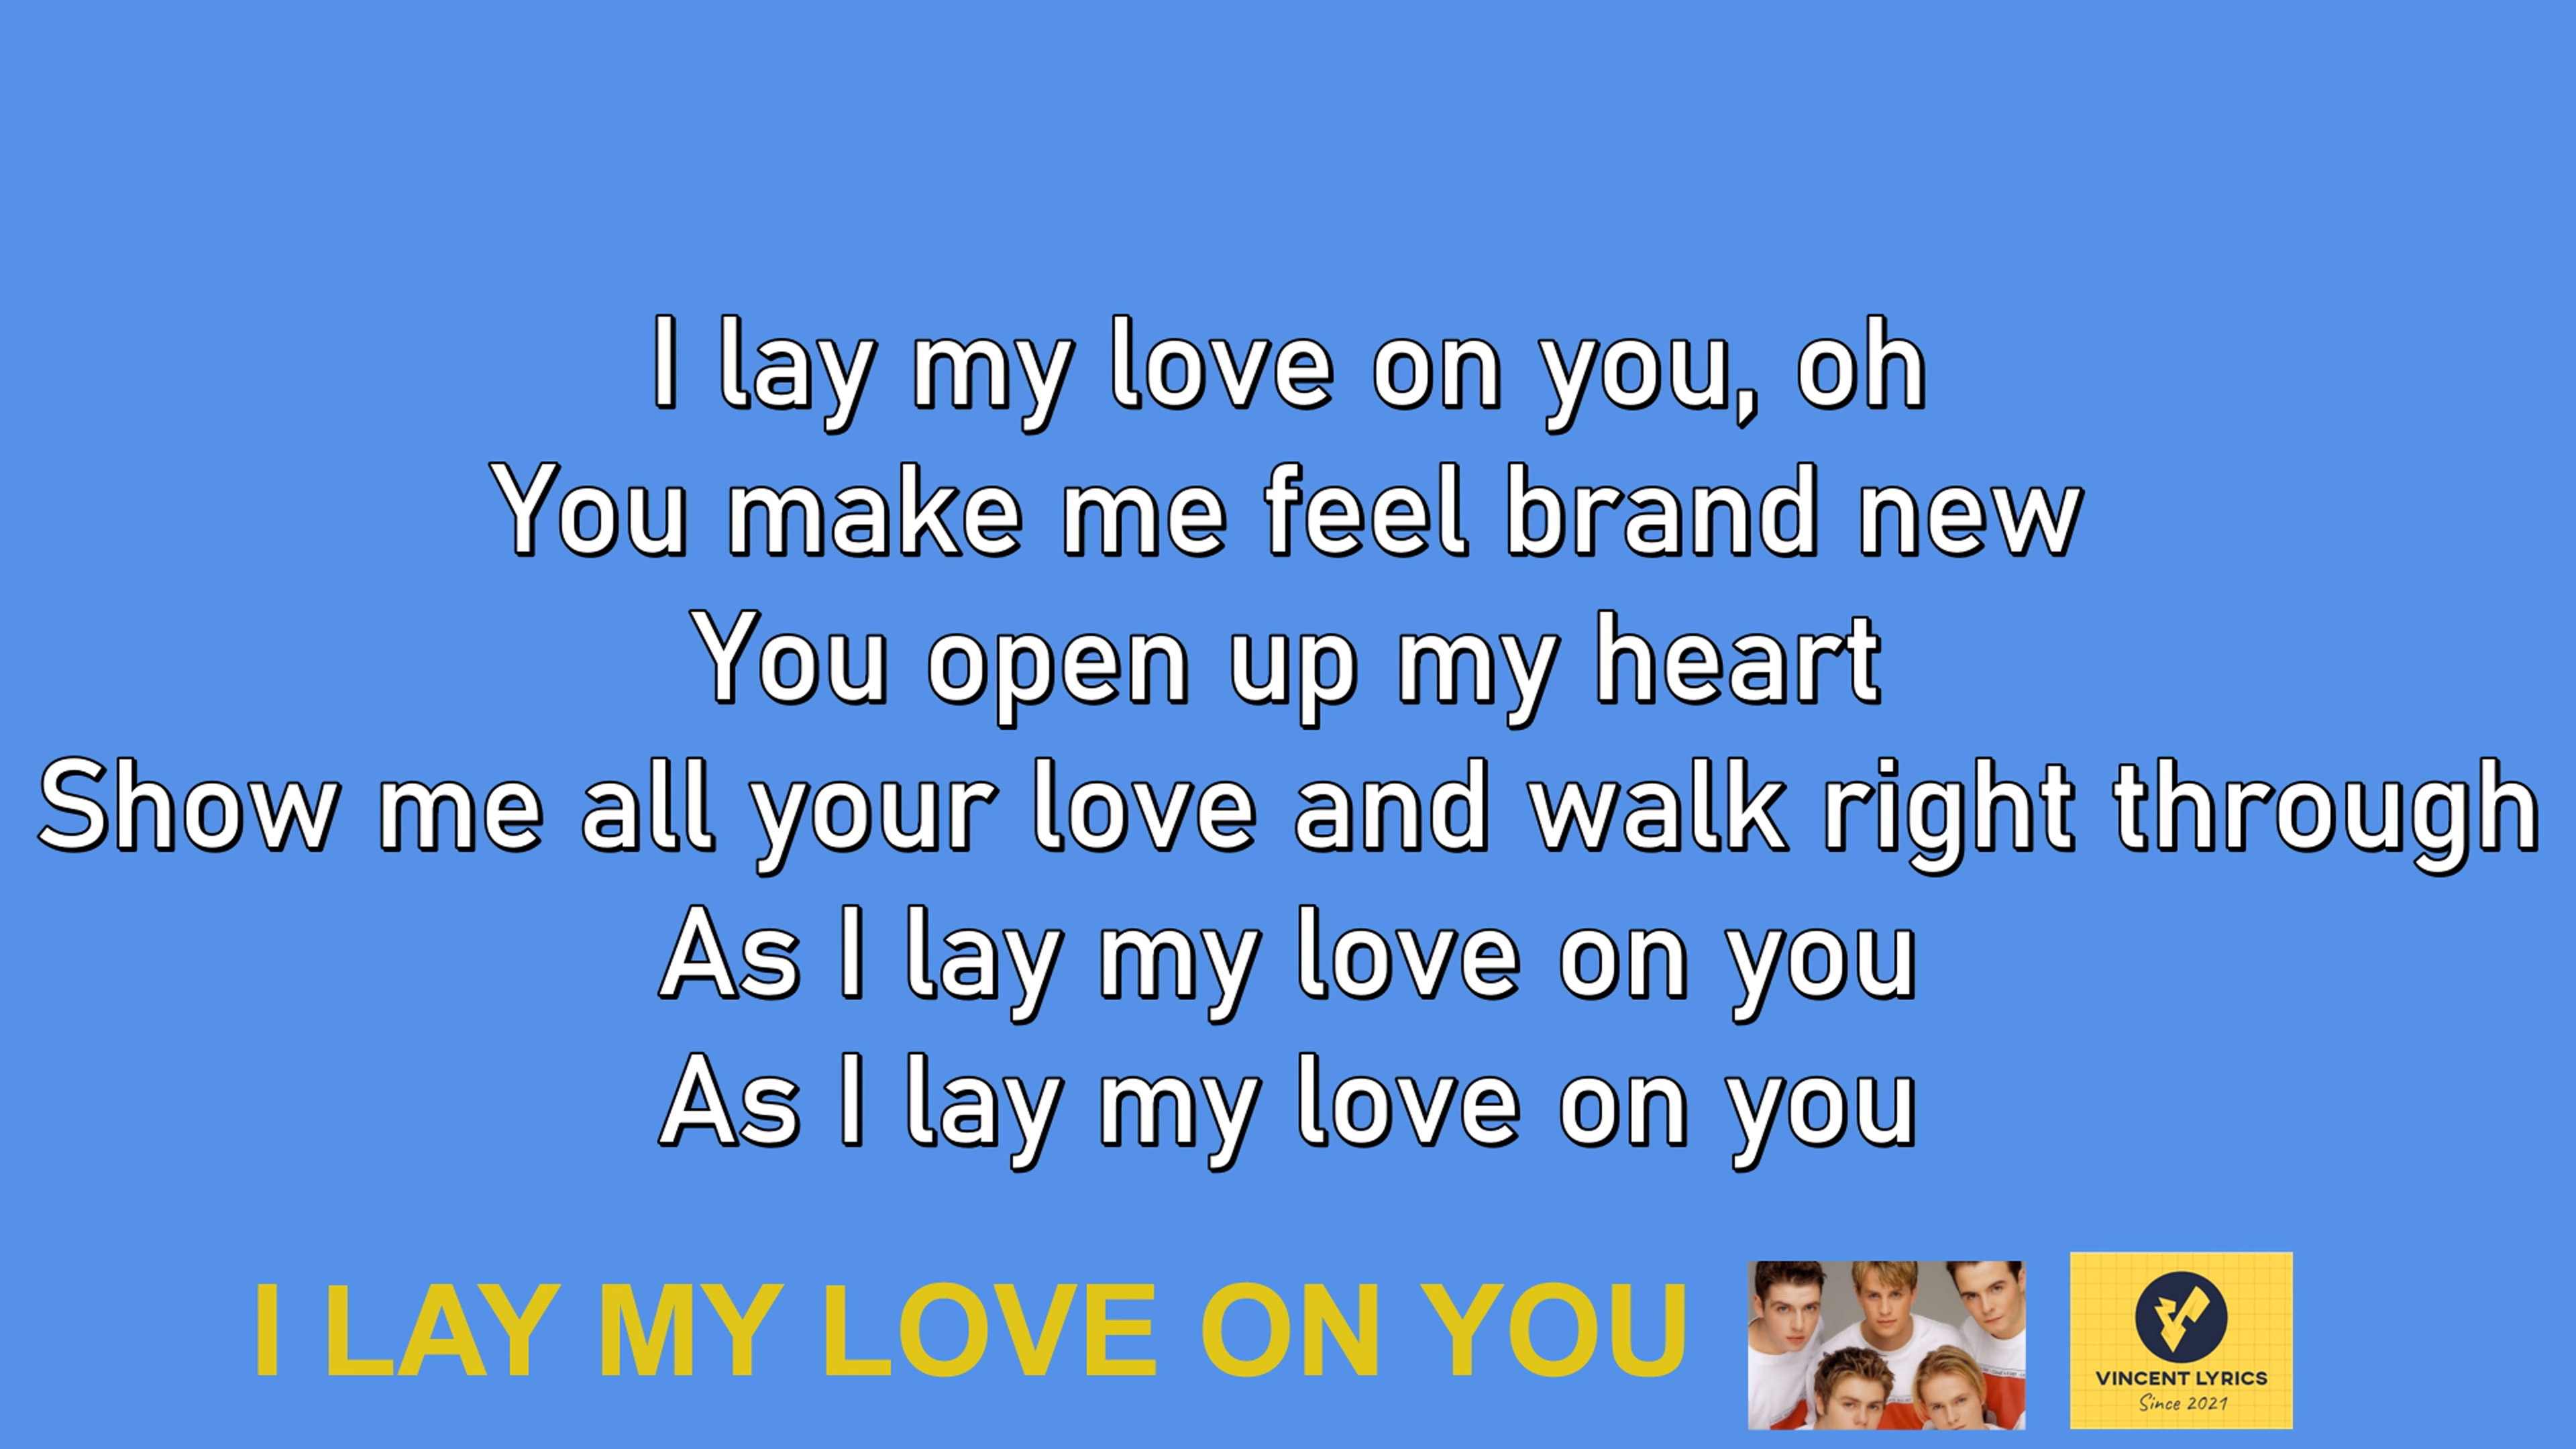 I lay my love on you, oh
You make me feel brand new
You open up my heart
Show me all your love and walk right through
As I lay my love on you
As I lay my love on you
I LAY MY LOVE ON YOU
VINCENT LYRICS
Since 2021